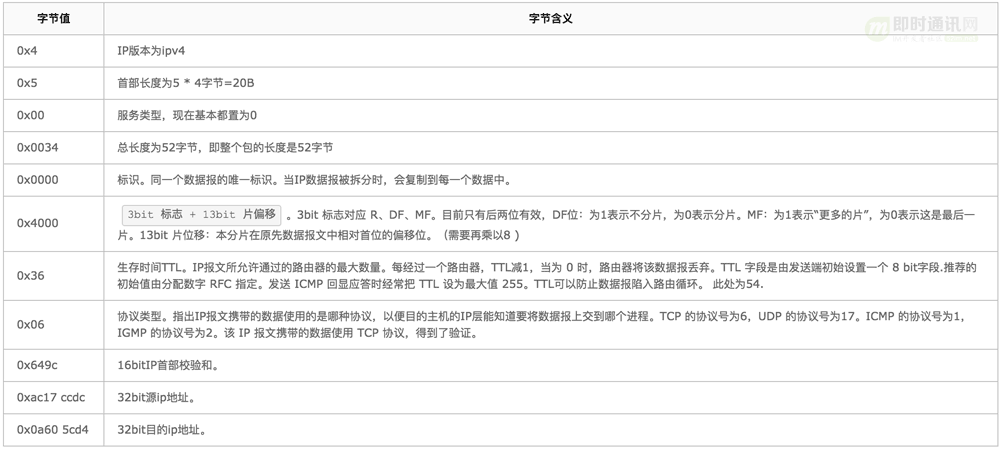 字节值 字节含义
即时通讯网
0x4 IP版本为ipv4
0x5 首部长度为5 * 4字节=20B
0x00 服务类型，现在基本都置为0
0x0034 总长度为52字节，即整个包的长度是52字节
0x0000 标识。同一个数据报的唯一标识。当IP数据报被拆分时，会复制到每一个数据中。
0x4000 3bit 标志 + 13bit 片偏移 。3bit 标志对应 R、DF、MF。目前只有后两位有效，DF位：为1表示不分片，为0表示分片。MF：为1表示“更多的片”，为0表示这是最后一
片。13bit 片位移：本分片在原先数据报文中相对首位的偏移位。（需要再乘以8 ）
0x36 生存时间TTL。IP报文所允许通过的路由器的最大数量。每经过一个路由器，TTL减1，当为 0 时，路由器将该数据报丢弃。TTL 字段是由发送端初始设置一个 8 bit字段.推荐的
初始值由分配数字 RFC 指定。发送 ICMP 回显应答时经常把 TTL 设为最大值 255。TTL可以防止数据报陷入路由循环。 此处为54.
0x06 协议类型。指出IP报文携带的数据使用的是哪种协议，以便目的主机的IP层能知道要将数据报上交到哪个进程。TCP 的协议号为6，UDP 的协议号为17。ICMP 的协议号为1，
IGMP 的协议号为2。该 IP 报文携带的数据使用 TCP 协议，得到了验证。
0x649c 16bitIP首部校验和。
0xac17 ccdc 32bit源ip地址。
0x0a60 5cd4 32bit目的ip地址。